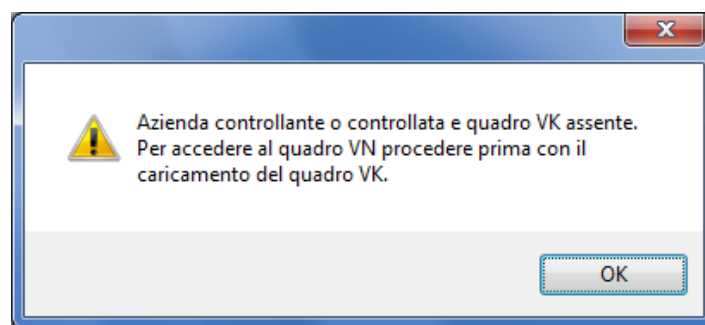 Azienda controllante o controllata e quadro VK assente.
Per accedere al quadro VN procedere prima con il
caricamento del quadro VK.
OK